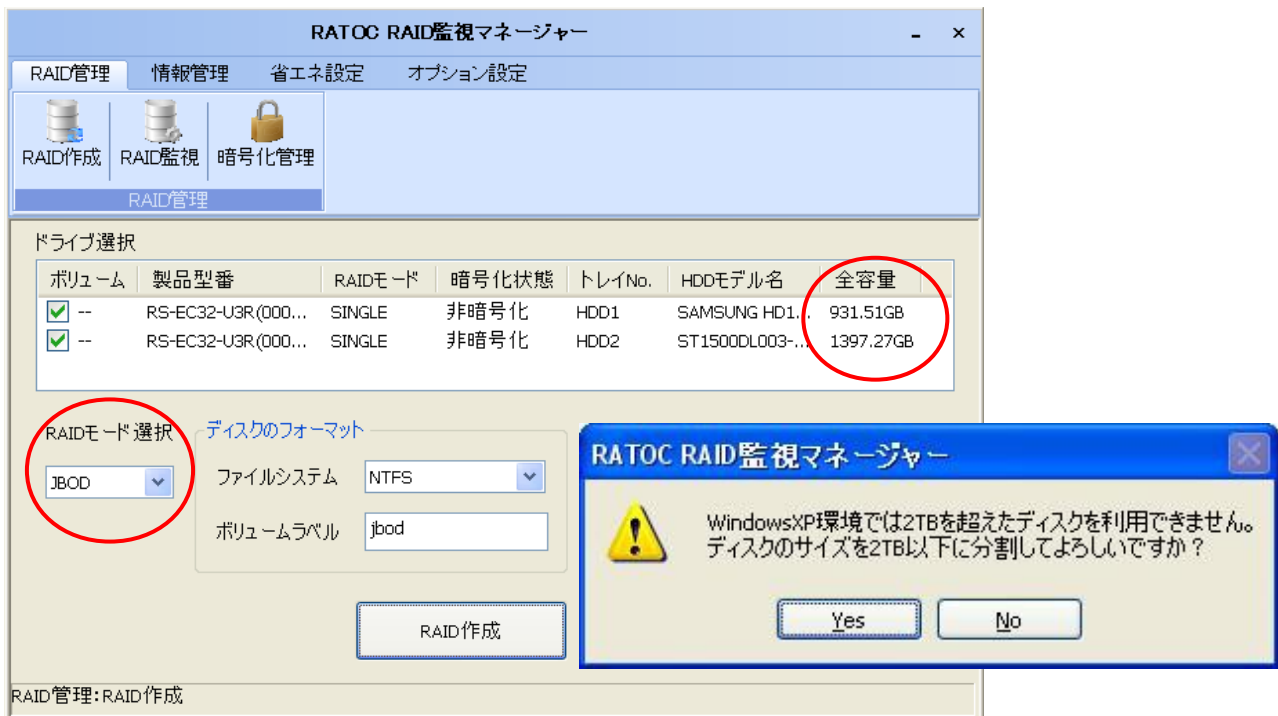 RATOC RAID監視マネージャー
RAID管理 情報管理 省エネ設定 オプション設定
RAID作成 RAID監視 暗号化管理
RAID管理
ドライブ選択
ボリューム 製品型番 RAIDモード 暗号化状態 トレイNo. HDDモデル名 全容量
-- RS-EC32-U3R(000... SINGLE 非暗号化 HDD1 SAMSUNG HD1... 931.51GB
-- RS-EC32-U3R(000... SINGLE 非暗号化 HDD2 ST1500DL003-... 1397.27GB
RAIDモード選択
JBOD
ディスクのフォーマット
ファイルシステム NTFS
ボリュームラベル jbod
RAID作成
RATOC RAID監視マネージャー
WindowsXP環境では2TBを超えたディスクを利用できません。
ディスクのサイズを2TB以下に分割してよろしいですか?
Yes No
RAID管理:RAID作成